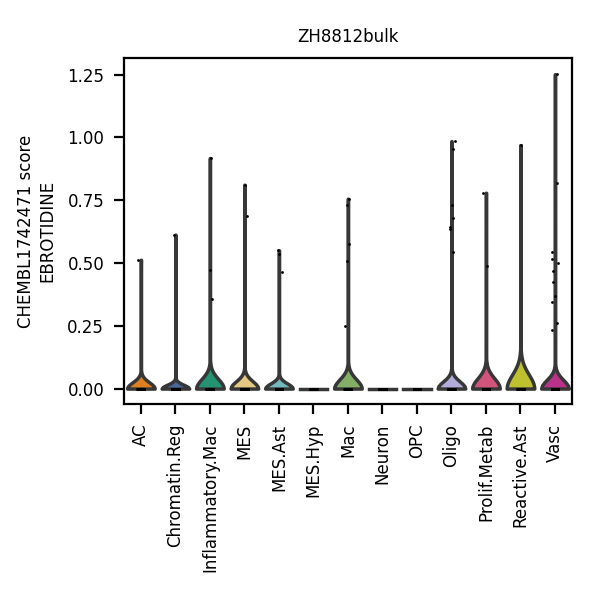 ZH8812bulk
CHEMBL1742471 score
EBROTIDINE
1.25
1.00
0.75
0.50
0.25
0.00
AC
Chromatin.Reg
Inflammatory.Mac
MES
MES.Ast
MES.Hyp
Mac
Neuron
OPC
Oligo
Prolif.Metab
Reactive.Ast
Vasc